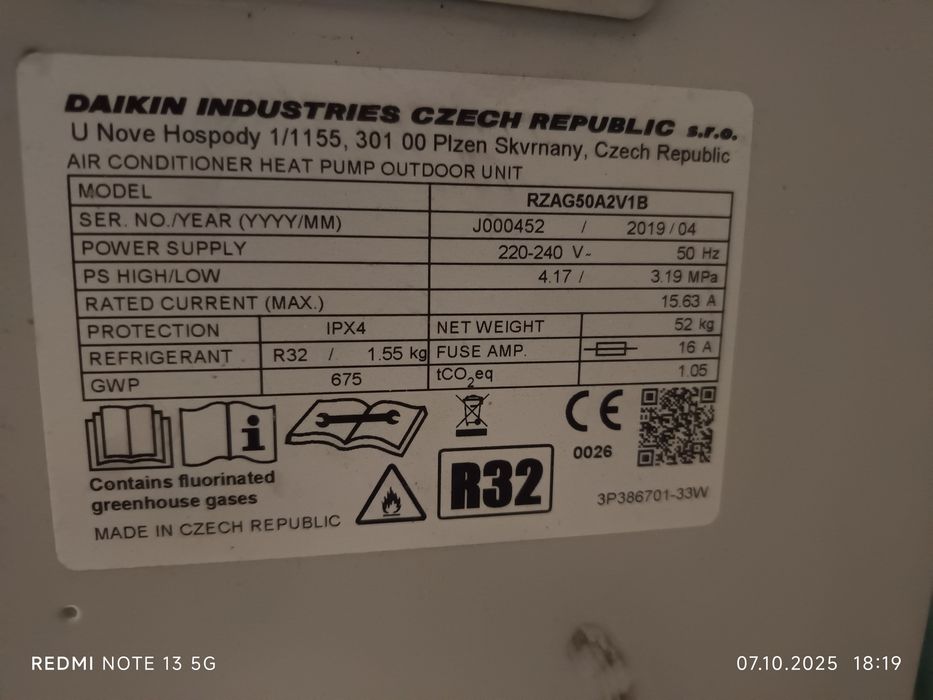 DAIKIN INDUSTRIES CZECH REPUBLIC s.r.o.
U Nove Hospody 1/1155, 301 00 Plzen Skvrnany, Czech Republic
AIR CONDITIONER HEAT PUMP OUTDOOR UNIT
MODEL RZAG50A2V1B
SER. NO./YEAR (YYYY/MM) J000452 / 2019 / 04
POWER SUPPLY 220-240 V~ 50 Hz
PS HIGH/LOW 4.17 / 3.19 MPa
RATED CURRENT (MAX.) 15.63 A
PROTECTION IPX4 NET WEIGHT 52 kg
REFRIGERANT R32 / 1.55 kg FUSE AMP. 16 A
GWP 675 tCO₂eq 1.05
i
CE
0026
Contains fluorinated
greenhouse gases
R32
3P386701-33W
MADE IN CZECH REPUBLIC
REDMI NOTE 13 5G 07.10.2025 18:19